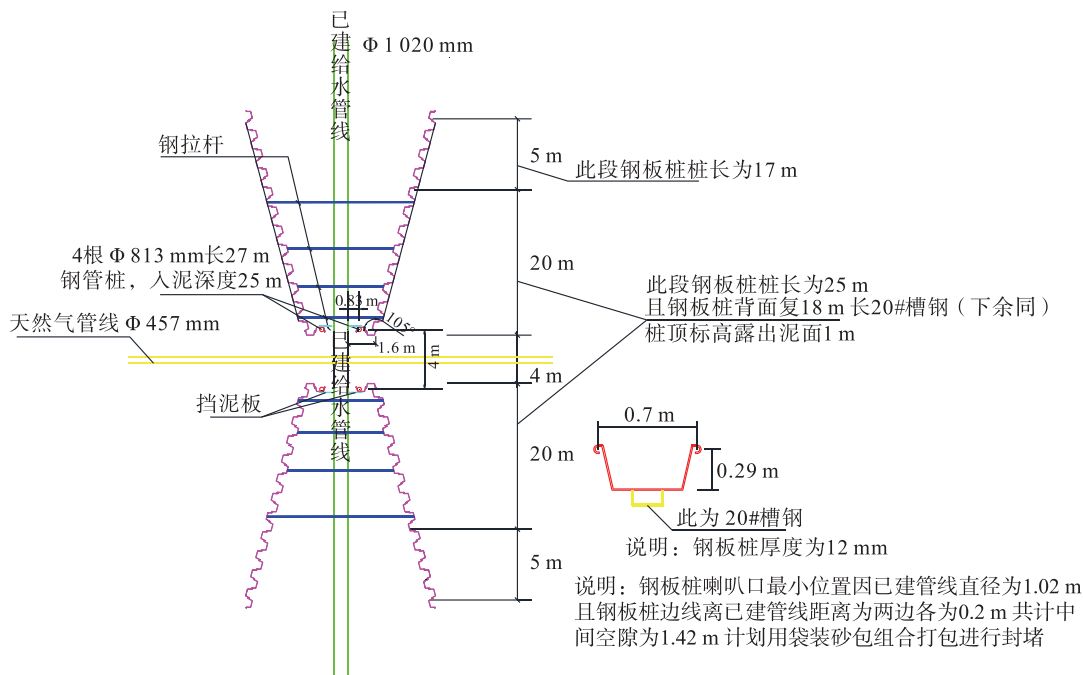 已建给水管线
Φ 1 020 mm
钢拉杆
5 m
此段钢板桩桩长为17 m
4根 Φ 813 mm长27 m
钢管桩，入泥深度25 m
20 m
0.83 m
105°
此段钢板桩桩长为25 m
且钢板桩背面复18 m 长20#槽钢（下余同）
桩顶标高露出泥面1 m
天然气管线 Φ 457 mm
1.6 m
4 m
4 m
已建给水管线
挡泥板
20 m
0.7 m
0.29 m
此为 20#槽钢
说明：钢板桩厚度为12 mm
5 m
说明：钢板桩喇叭口最小位置因已建管线直径为1.02 m
且钢板桩边线离已建管线距离为两边各为0.2 m 共计中
间空隙为1.42 m 计划用袋装砂包组合打包进行封堵